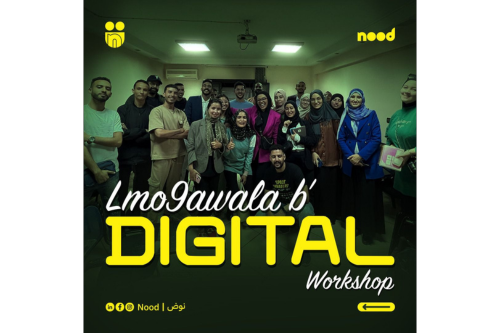 nood
Lmo9awala b'
DIGITAL
Workshop
Nood | نوض